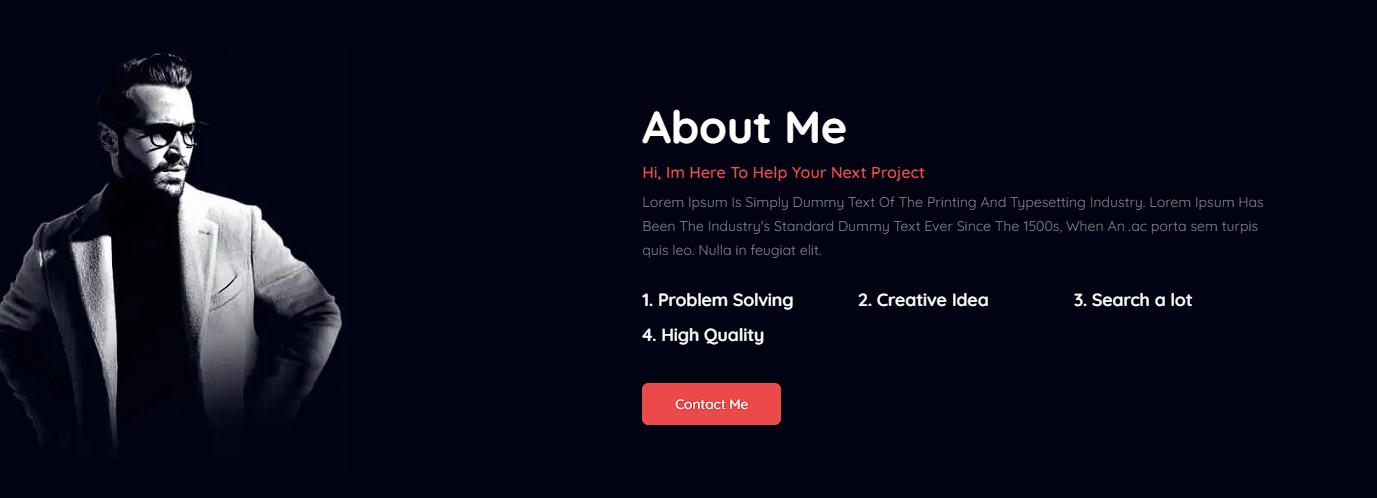 About Me
Hi, Im Here To Help Your Next Project
Lorem Ipsum Is Simply Dummy Text Of The Printing And Typesetting Industry. Lorem Ipsum Has
Been The Industry's Standard Dummy Text Ever Since The 1500s, When An .ac porta sem turpis
quis leo. Nulla in feugiat elit.
1. Problem Solving 2. Creative Idea 3. Search a lot
4. High Quality
Contact Me